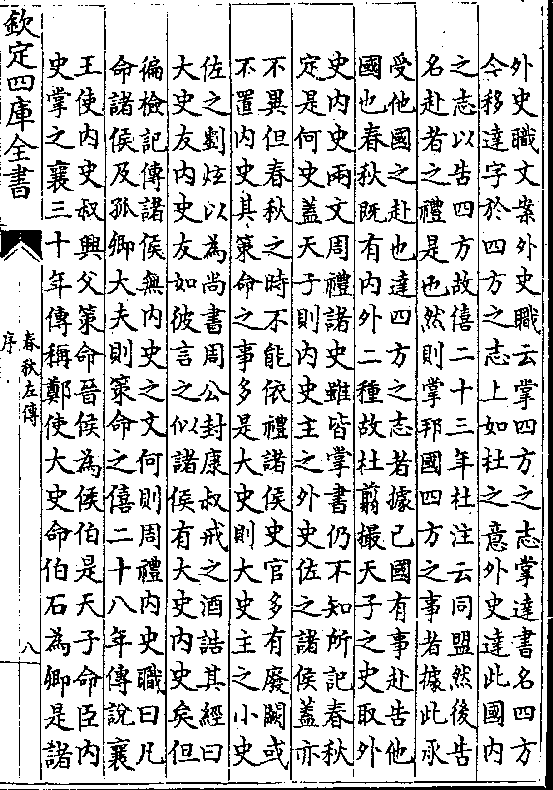 外史職文案外史職云掌四方之志掌達書名四方
令移達字於四方之志上如杜之意外史達此國内
之志以告四方故僖二十三年杜注云同盟然後告
名赴者之禮是也然則掌邦國四方之事者據此承
受他國之赴也達四方之志者據已國有事赴告他
國也春秋既有内外二種故杜翦撮天子之史取外
史内史兩文周禮諸史雖皆掌書仍不知所記春秋
定是何史蓋天子則内史主之外史佐之諸侯蓋亦
不異但春秋之時不能依禮諸侯史官多有廢闕或
不置内史其策命之事多是大史則大史主之小史
佐之劉炫以為尚書周公封康叔戒之酒誥其經曰
大史友内史友如彼言之似諸侯有大史内史矣但
徧檢記傳諸侯無内史之文何則周禮内史職曰凡
命諸侯及孤卿大夫則策命之僖二十八年傳說襄
王使内史叔興父策命晉侯為侯伯是天子命臣内
史掌之襄三十年傳稱鄭使大史命伯石為卿是諸
欽定四庫全書
春秋左傳
序
八